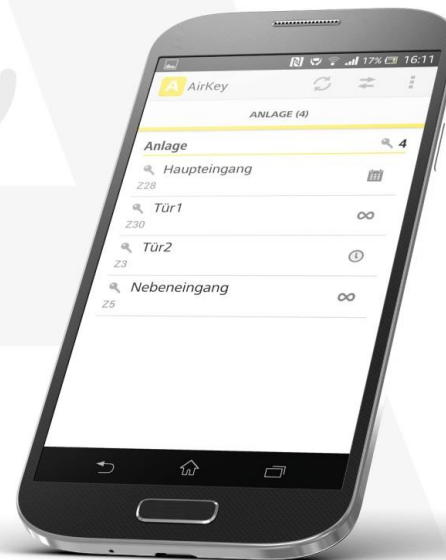 17% 16:11
A AirKey
ANLAGE (4)
Anlage 4
Haupteingang
Z28
Tür1
Z30
Tür2
Z3
Nebeneingang
Z5